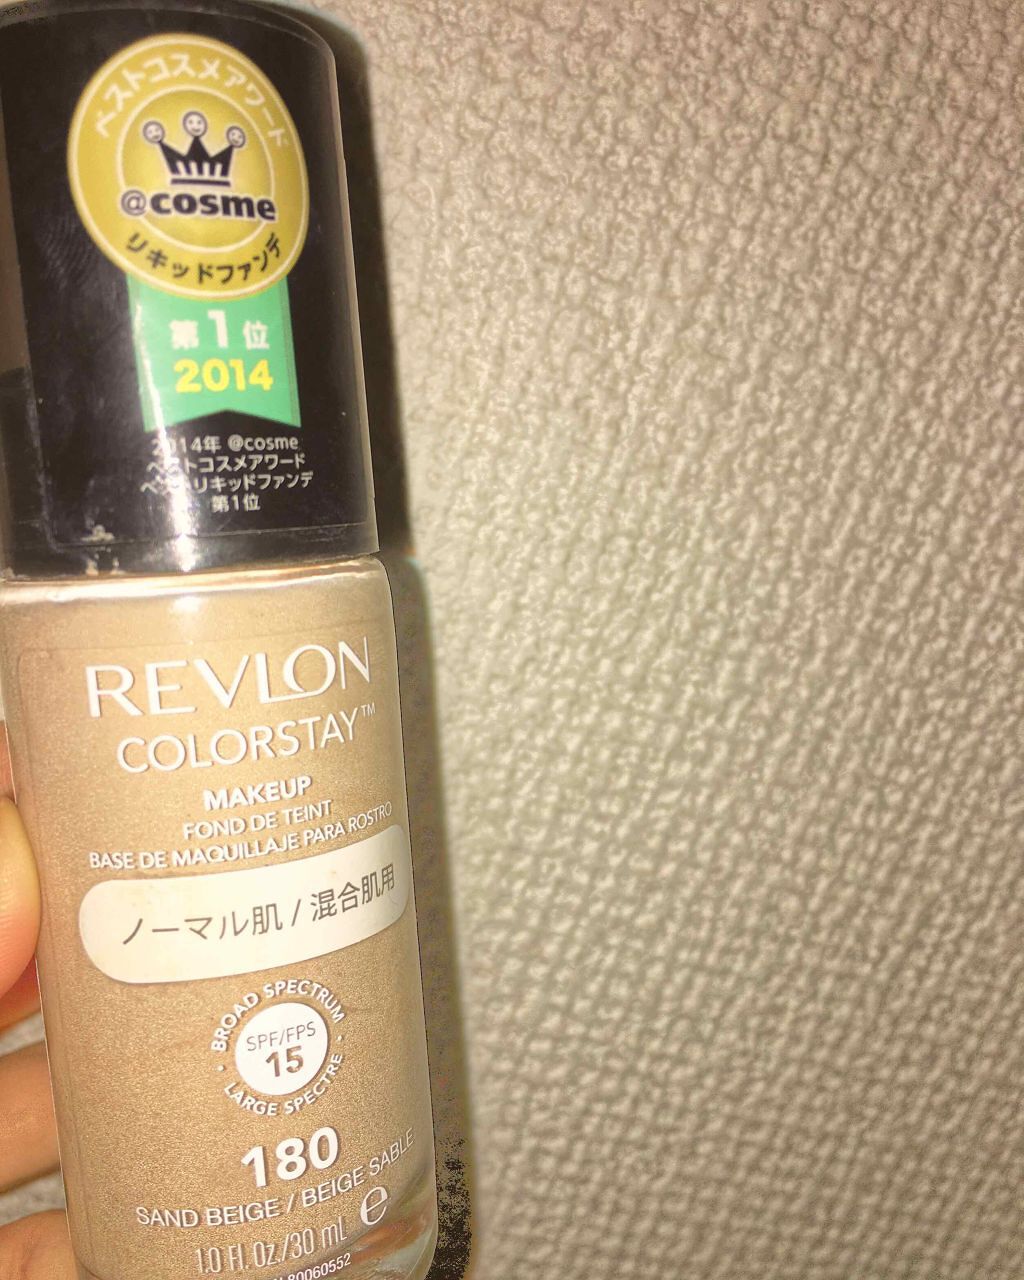 ベストコスメアワード
@cosme
リキッドファンデ
第1位
2014
2014年 @cosme
ベストコスメアワード
ベストリキッドファンデ
第1位
REVLON
COLORSTAY™
MAKEUP
FOND DE TEINT
BASE DE MAQUILLAJE PARA ROSTRO
ノーマル肌 / 混合肌用
BROAD SPECTRUM
SPF/FPS
15
LARGE SPECTRE
180
SAND BEIGE / BEIGE SABLE
1.0 Fl. Oz./30 mL ℮
80060552